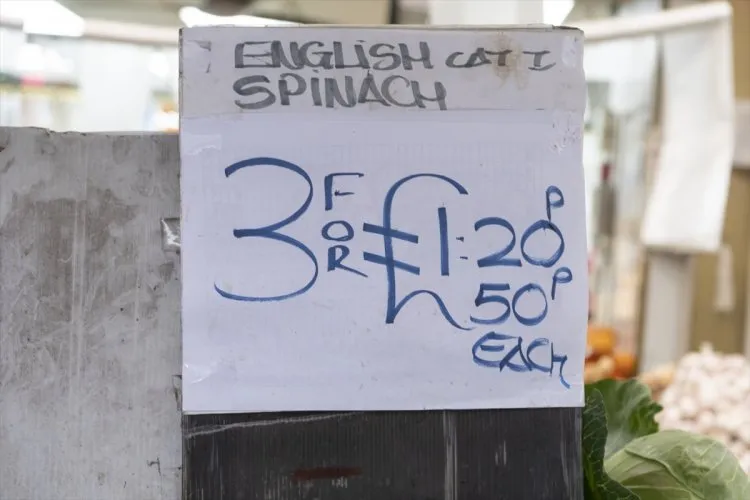 ENGLISH CAT I
SPINACH
3 FOR £1:20P
50P
EACH